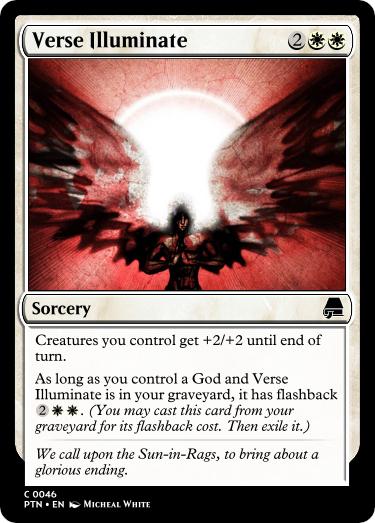 Verse Illuminate 2
Sorcery
Creatures you control get +2/+2 until end of
turn.
As long as you control a God and Verse
Illuminate is in your graveyard, it has flashback
2. (You may cast this card from your
graveyard for its flashback cost. Then exile it.)
We call upon the Sun-in-Rags, to bring about a
glorious ending.
C 0046
PTN • EN Micheal White